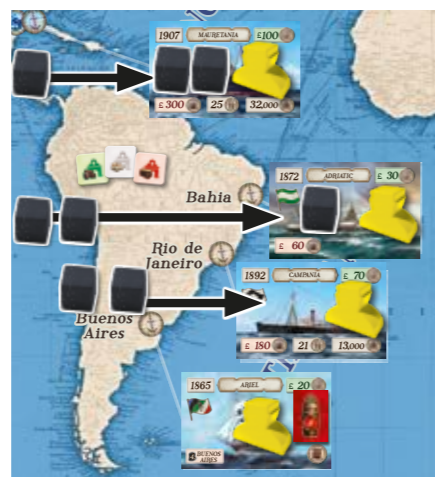 1907 MAURETANIA £100
£300 25 32,000
1872 ADRIATIC £ 30
Bahia
£ 60
Rio de
Janeiro
1892 CAMPANIA £ 70
Buenos
Aires
£ 180 21 13,000
1865 ARIEL £ 20
BUENOS
AIRES